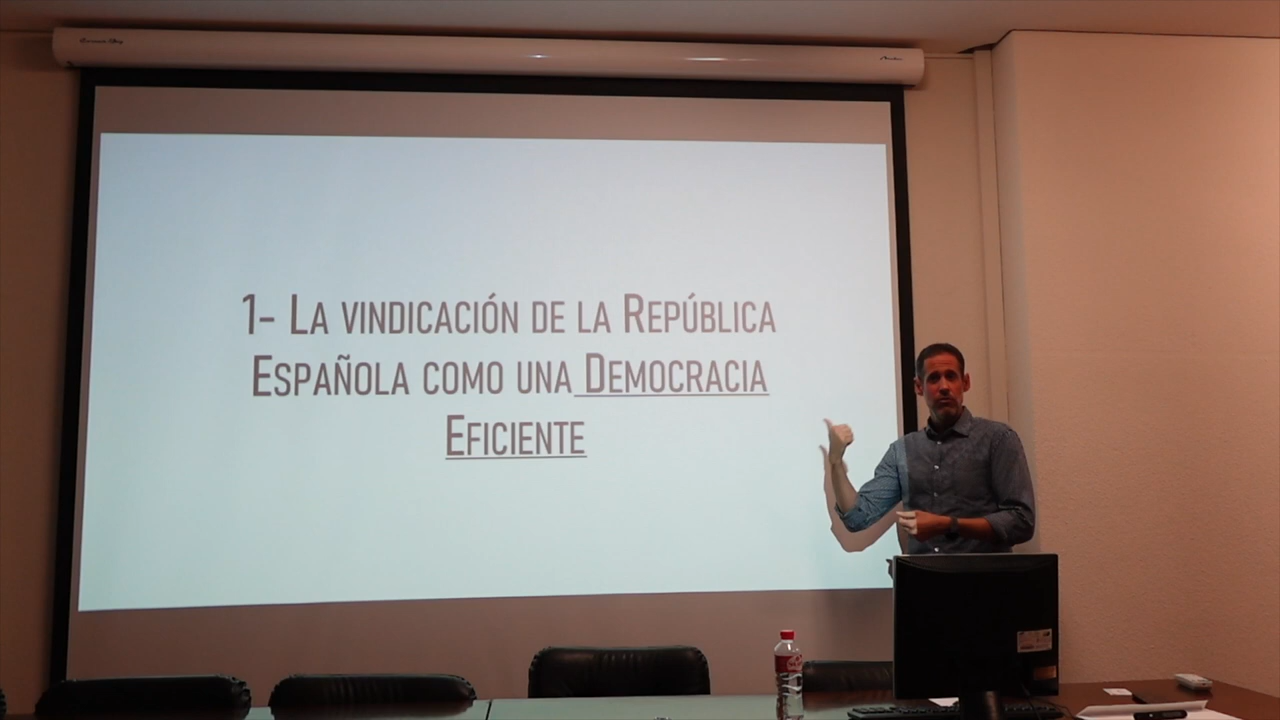 1- La vindicación de la República
Española como una Democracia
Eficiente